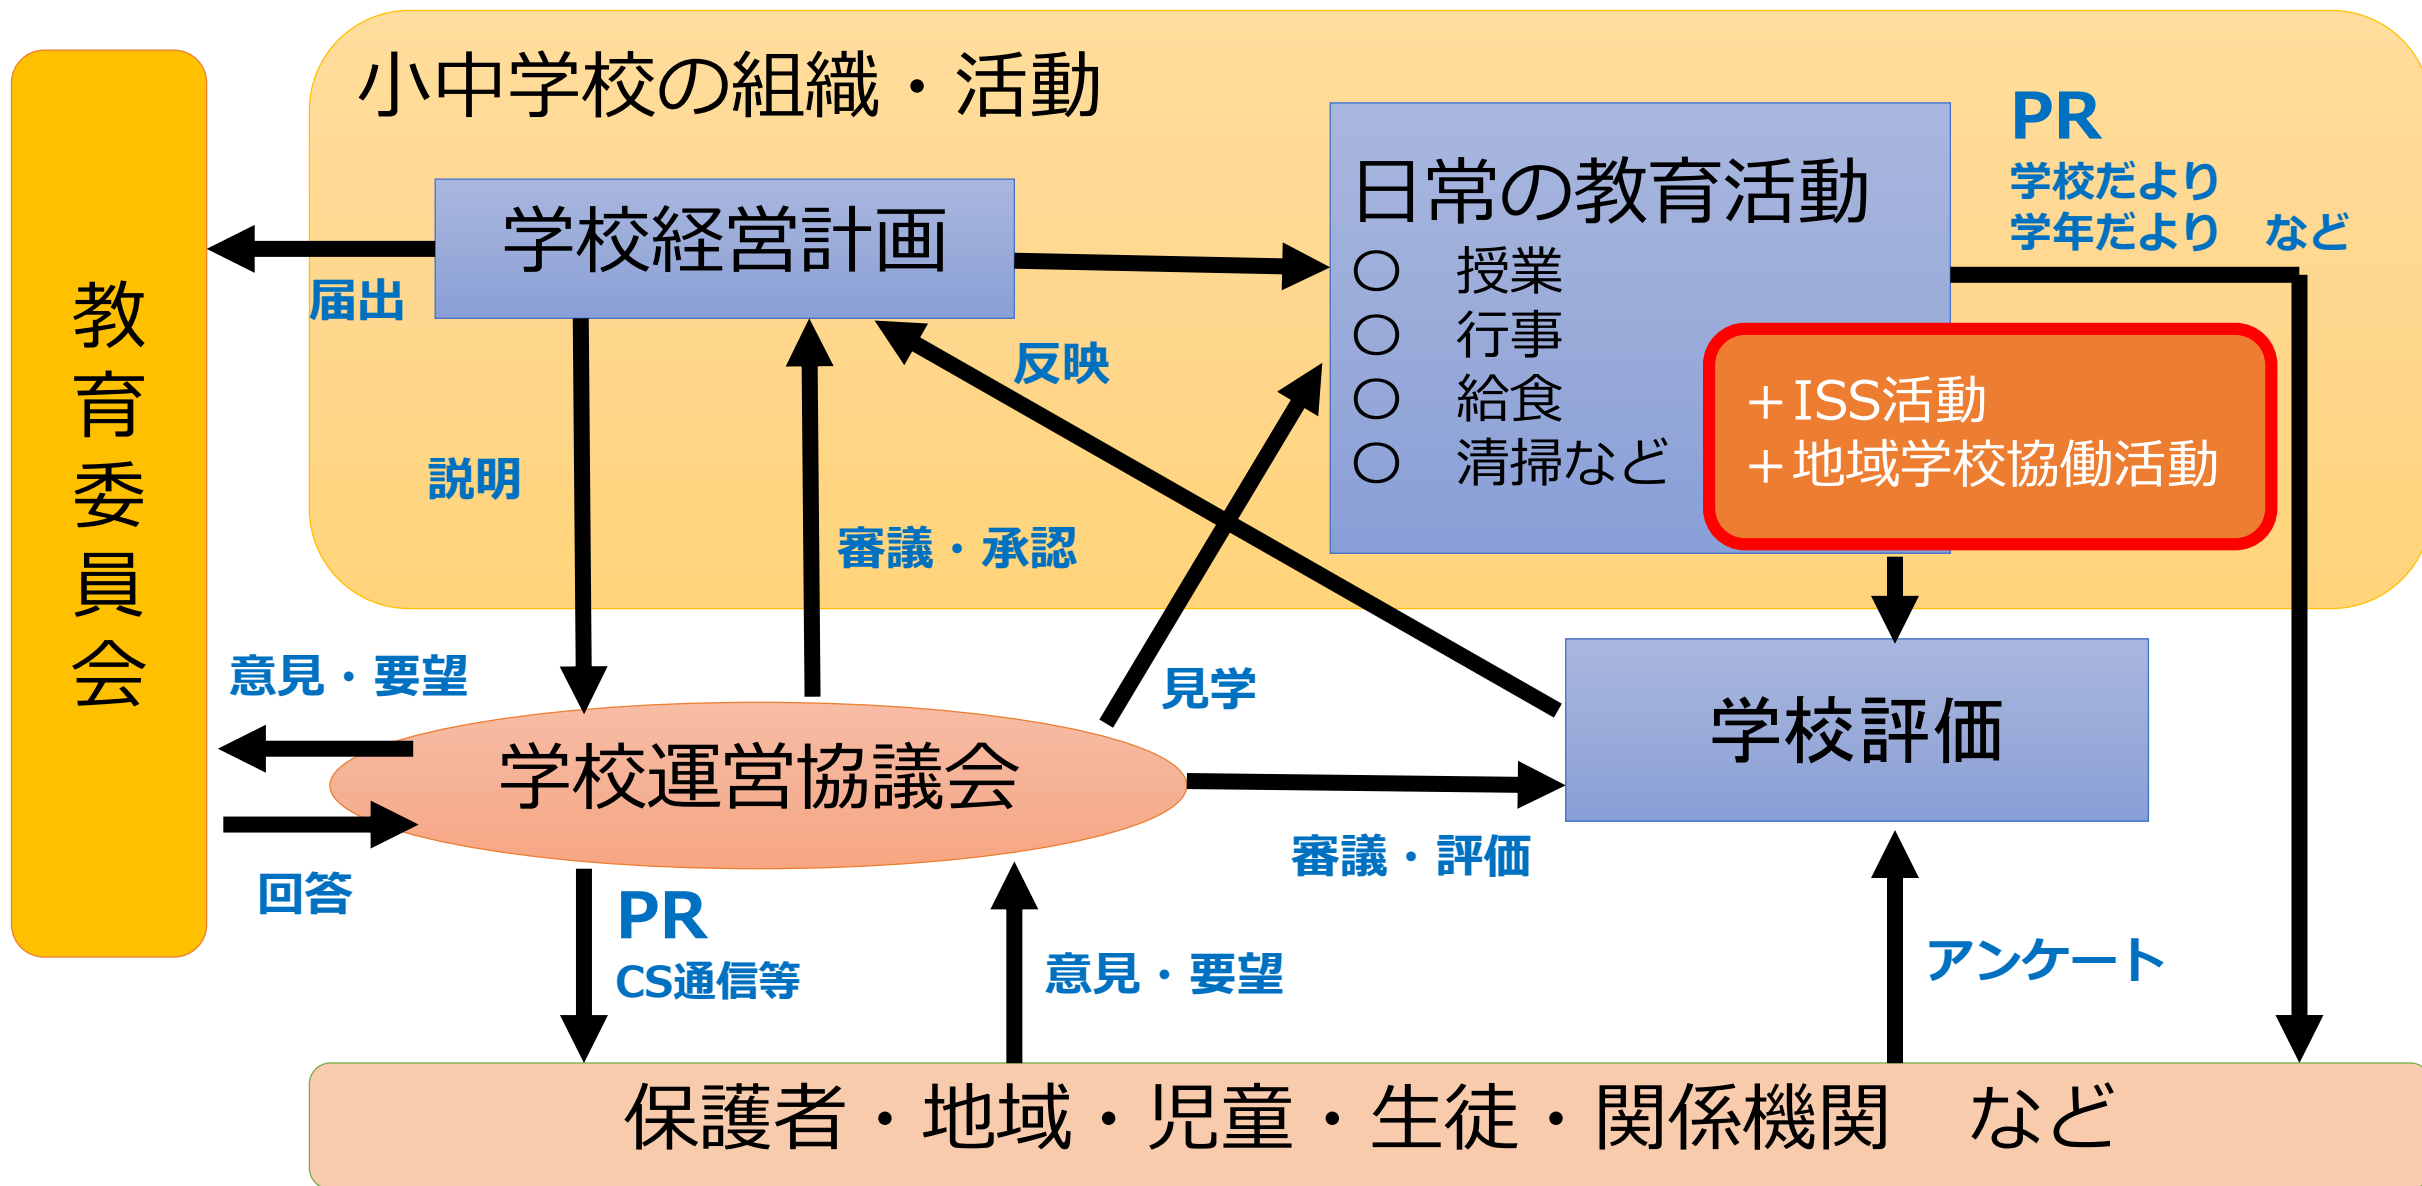 小中学校の組織・活動
教育委員会
学校経営計画
届出
説明
審議・承認
反映
日常の教育活動
〇　授業
〇　行事
〇　給食
〇　清掃など
＋ISS活動
＋地域学校協働活動
PR
学校だより
学年だより　など
意見・要望
回答
学校運営協議会
見学
審議・評価
学校評価
PR
CS通信等
意見・要望
アンケート
保護者・地域・児童・生徒・関係機関　など